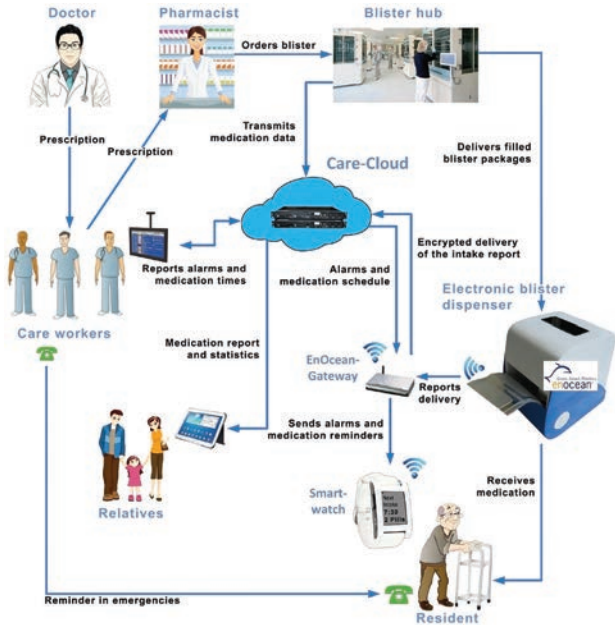 Doctor
Pharmacist
Blister hub
Orders blister
Prescription
Prescription
Transmits
medication data
Delivers filled
blister packages
Care-Cloud
Reports alarms and
medication times
Alarms and
medication schedule
Encrypted delivery
of the intake report
Electronic blister
dispenser
Care workers
Medication report
and statistics
EnOcean-
Gateway
Reports
delivery
enocean
Sends alarms and
medication reminders
Relatives
Smart-
watch
Next
7:30
2 Pills
Receives
medication
Reminder in emergencies
Resident